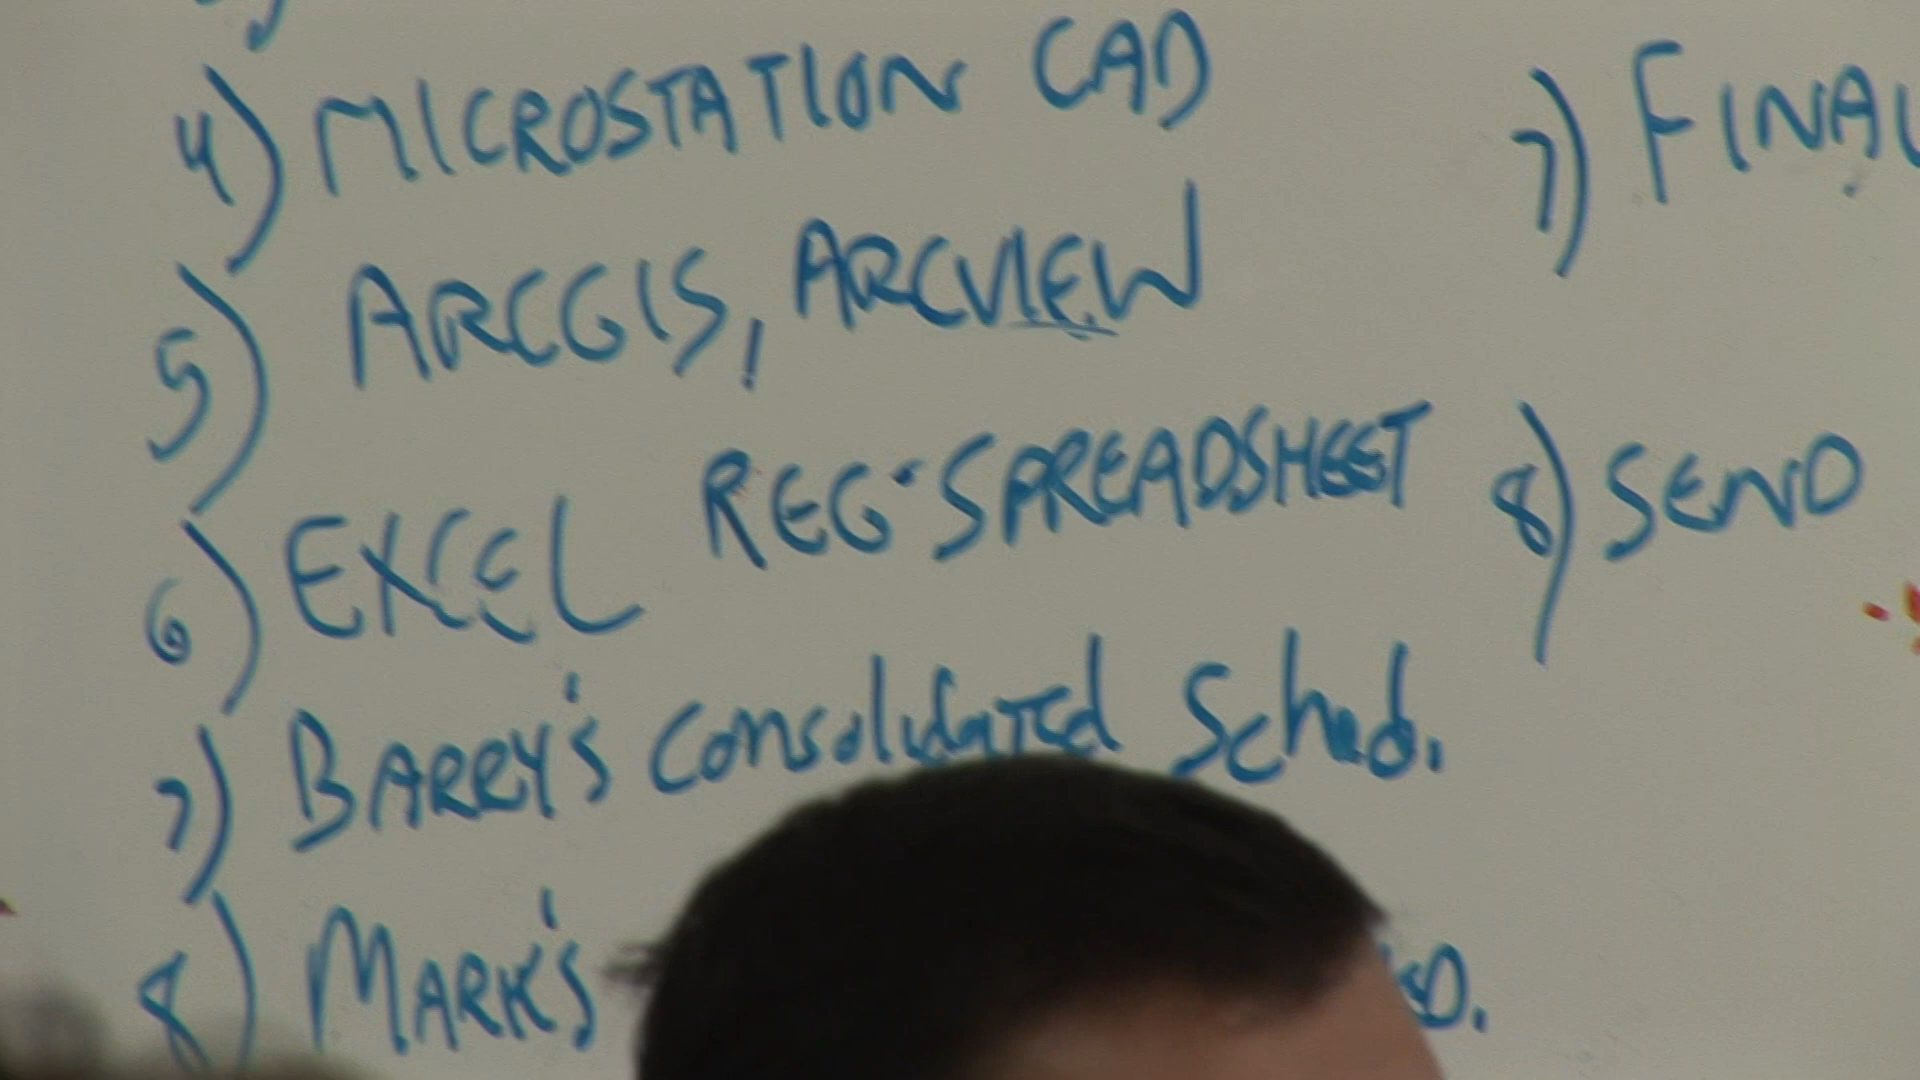 4) MICROSTATION CAD
5) ARCGIS, ARCVIEW
6) EXCEL REG. SPREADSHEET
7) BARRY'S Consolidated Sched.
8) MARK'S
7) FINAL
8) SEND